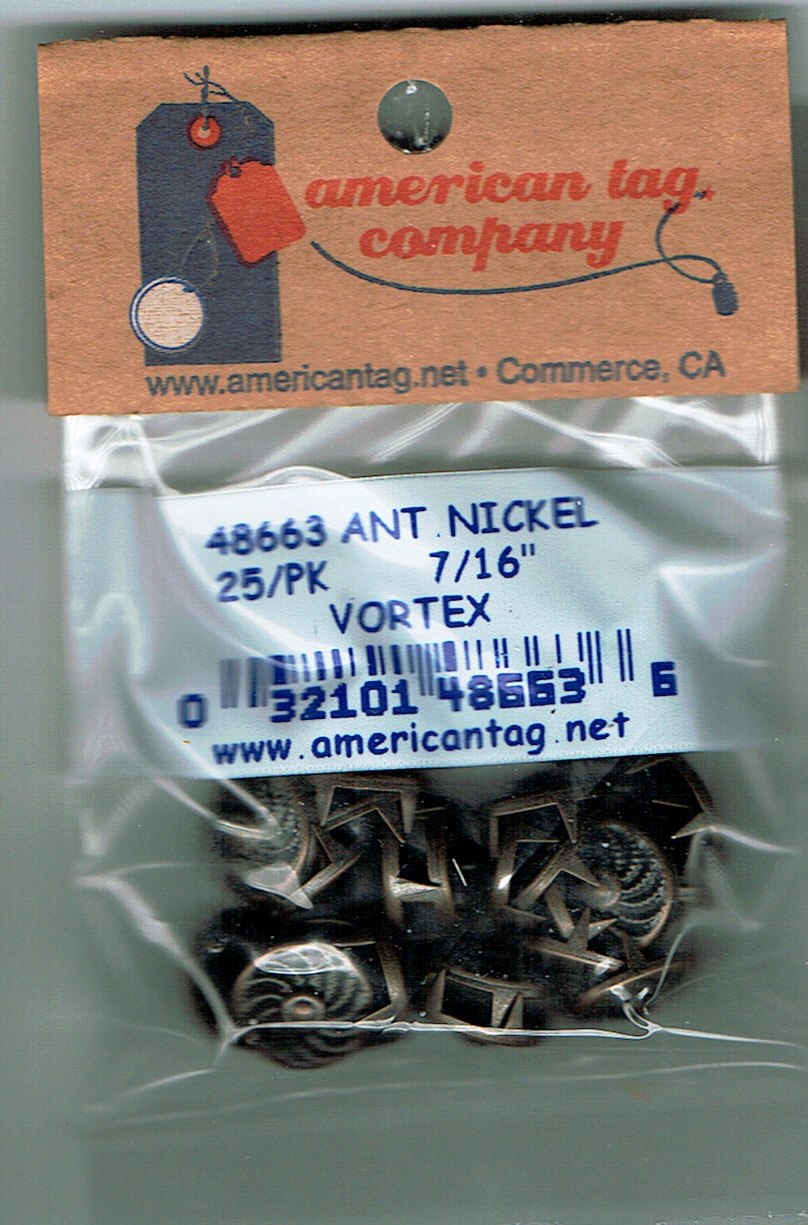 american tag
company
www.americantag.net • Commerce, CA
48663 ANT. NICKEL
25/PK 7/16"
VORTEX
0 32101 48663 6
www.americantag.net